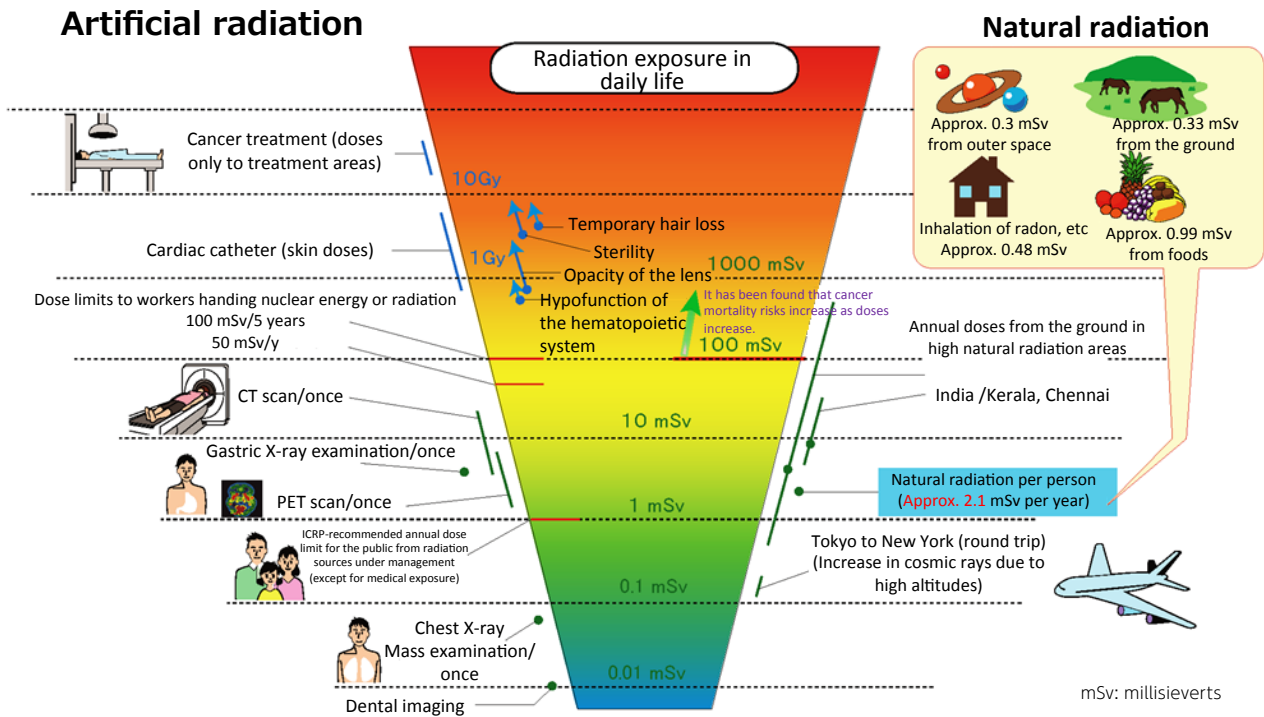 Artificial radiation
Natural radiation
Radiation exposure in
daily life
Approx. 0.3 mSv
from outer space
Approx. 0.33 mSv
from the ground
Inhalation of radon, etc
Approx. 0.48 mSv
Approx. 0.99 mSv
from foods
Cancer treatment (doses
only to treatment areas)
10Gy
Cardiac catheter (skin doses)
1Gy
Temporary hair loss
Sterility
Opacity of the lens
1000 mSv
Hypofunction of
the hematopoietic
system
It has been found that cancer
mortality risks increase as doses
increase.
100 mSv
Dose limits to workers handing nuclear energy or radiation
100 mSv/5 years
50 mSv/y
Annual doses from the ground in
high natural radiation areas
CT scan/once
India /Kerala, Chennai
10 mSv
Gastric X-ray examination/once
PET scan/once
Natural radiation per person
(Approx. 2.1 mSv per year)
1 mSv
ICRP-recommended annual dose
limit for the public from radiation
sources under management
(except for medical exposure)
Tokyo to New York (round trip)
(Increase in cosmic rays due to
high altitudes)
0.1 mSv
Chest X-ray
Mass examination/
once
0.01 mSv
Dental imaging
mSv: millisieverts